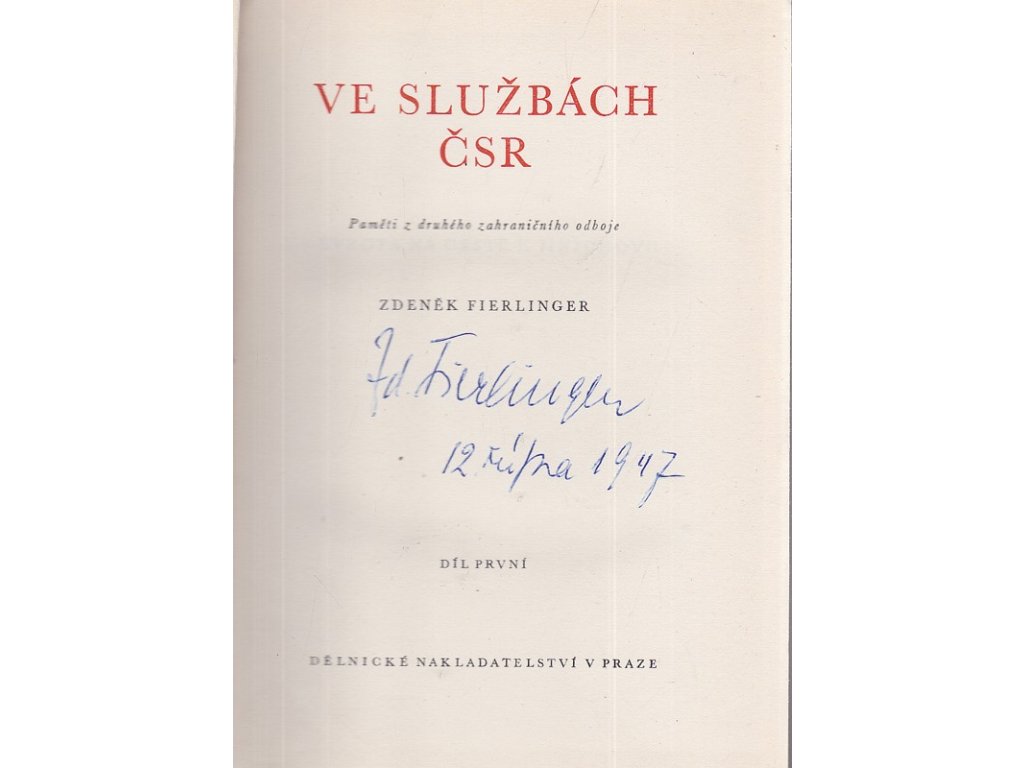 VE SLUŽBÁCH
ČSR
Paměti z druhého zahraničního odboje
ZDENĚK FIERLINGER
Zd. Fierlinger
12. října 1947
DÍL PRVNÍ
DĚLNICKÉ NAKLADATELSTVÍ V PRAZE